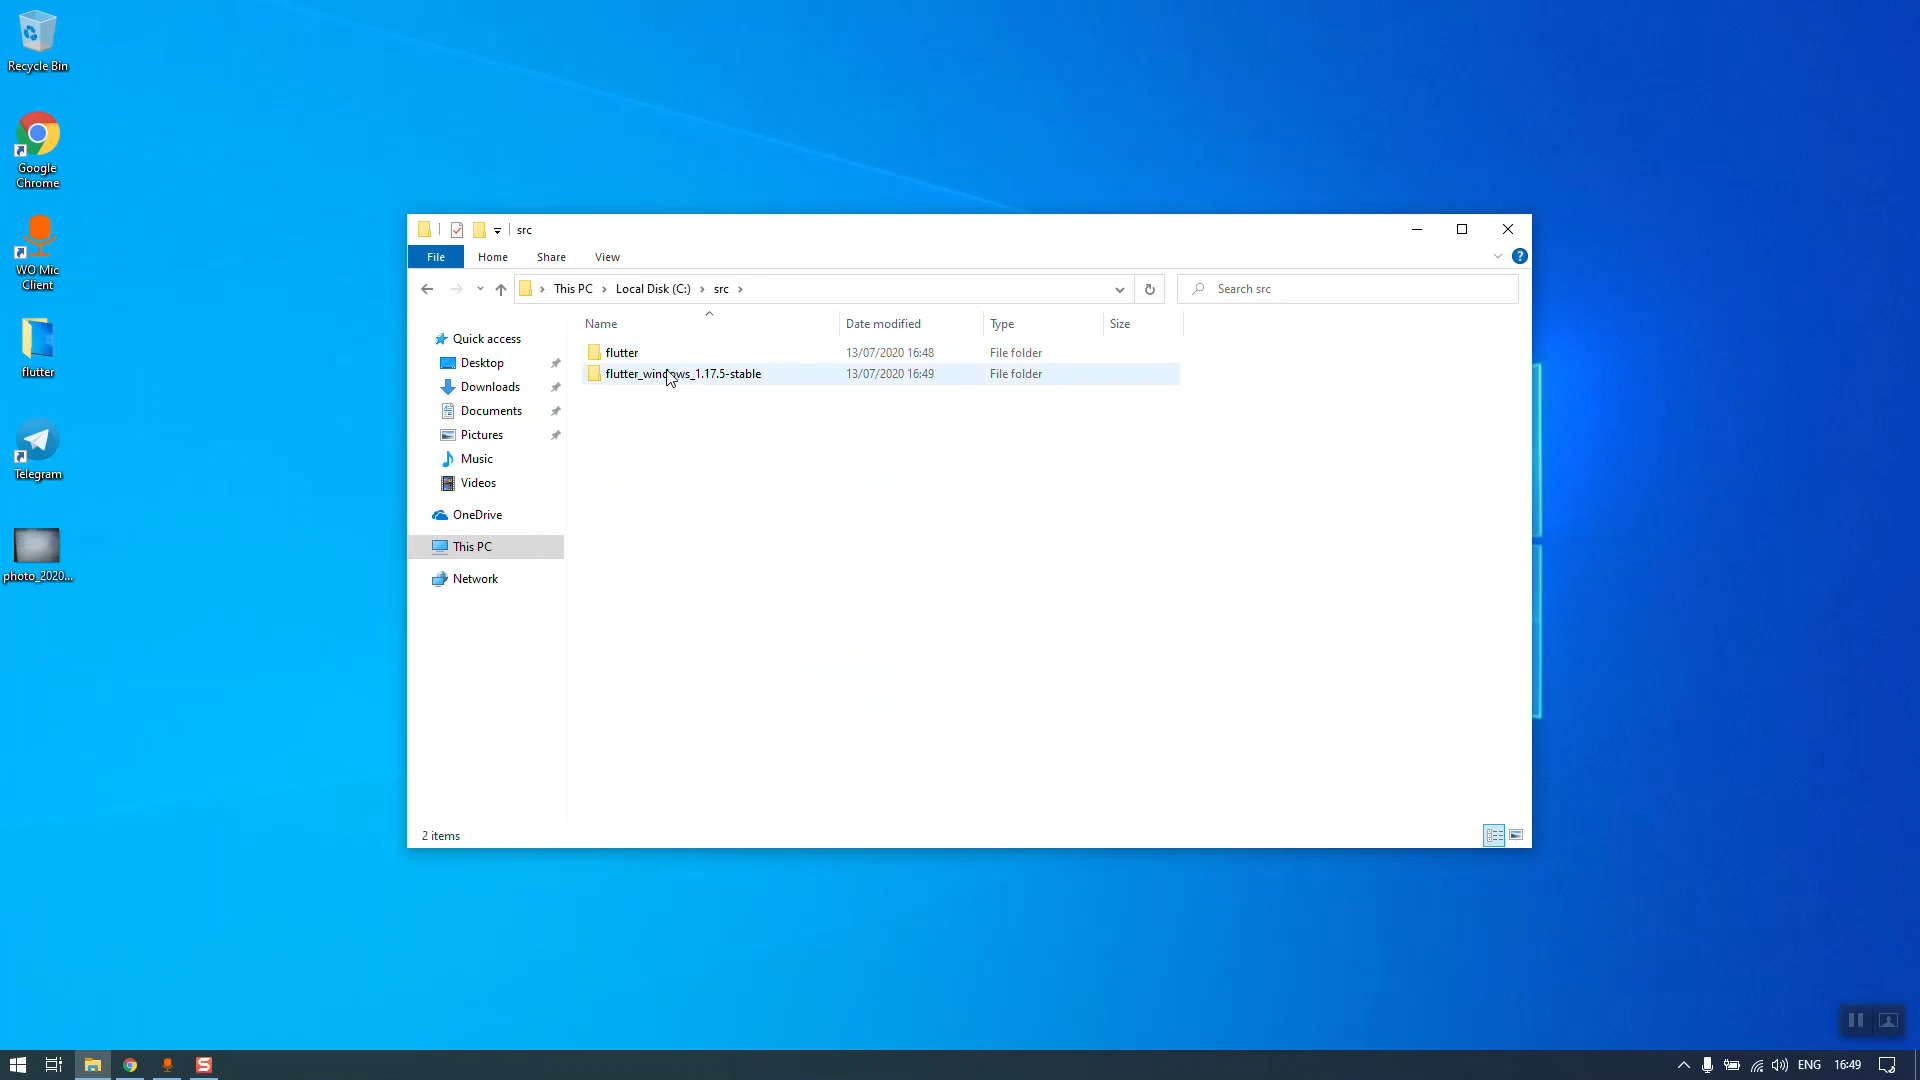 Recycle Bin
Google
Chrome
WO Mic
Client
flutter
Telegram
photo_2020...
src
File Home Share View
This PC Local Disk (C:) src
Search src
Name Date modified Type Size
Quick access
Desktop
Downloads
Documents
Pictures
Music
Videos
OneDrive
This PC
Network
flutter 13/07/2020 16:48 File folder
flutter_windows_1.17.5-stable 13/07/2020 16:49 File folder
2 items
ENG 16:49